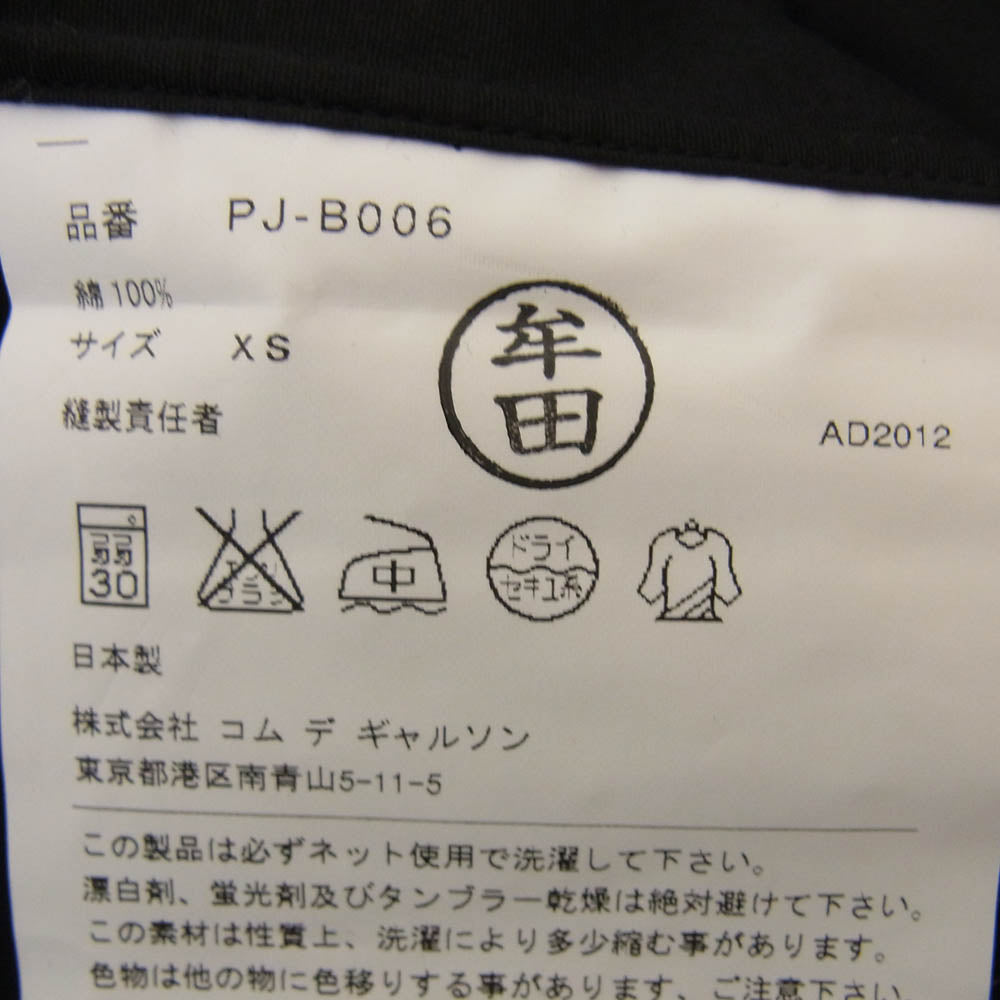 品番 PJ-B006
綿100%
サイズ XS
牟田
縫製責任者
AD2012
弱 30
エンソ
サラシ
中
ドライ
セキユ系
日本製
株式会社 コム デ ギャルソン
東京都港区南青山5-11-5
この製品は必ずネット使用で洗濯して下さい。
漂白剤、蛍光剤及びタンブラー乾燥は絶対避けて下さい。
この素材は性質上、洗濯により多少縮む事があります。
色物は他の物に色移りする事があります、ご注意下さい。